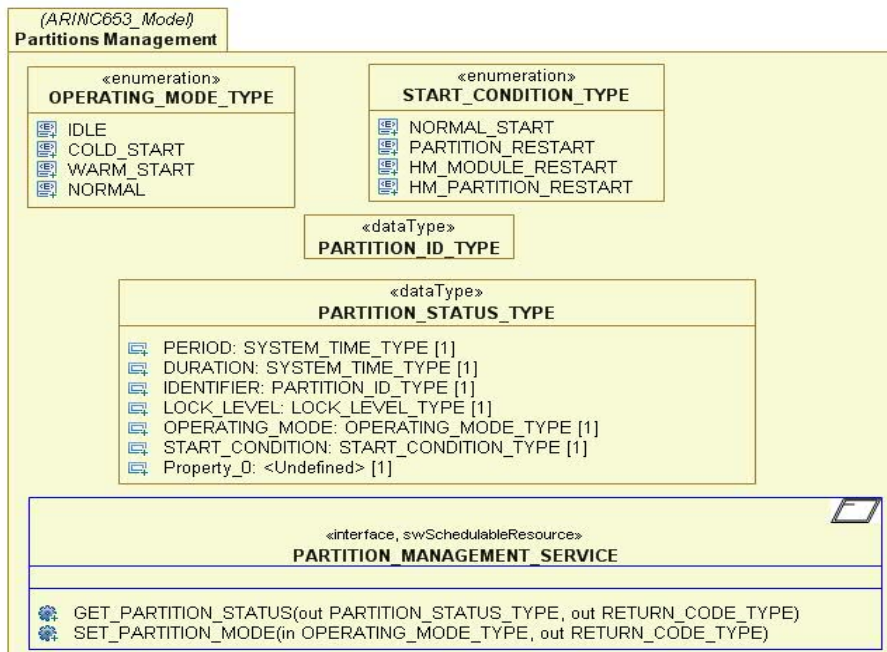 (ARINC653_Model)
Partitions Management
«enumeration»
OPERATING_MODE_TYPE
IDLE
COLD_START
WARM_START
NORMAL
«enumeration»
START_CONDITION_TYPE
NORMAL_START
PARTITION_RESTART
HM_MODULE_RESTART
HM_PARTITION_RESTART
«dataType»
PARTITION_ID_TYPE
«dataType»
PARTITION_STATUS_TYPE
PERIOD: SYSTEM_TIME_TYPE [1]
DURATION: SYSTEM_TIME_TYPE [1]
IDENTIFIER: PARTITION_ID_TYPE [1]
LOCK_LEVEL: LOCK_LEVEL_TYPE [1]
OPERATING_MODE: OPERATING_MODE_TYPE [1]
START_CONDITION: START_CONDITION_TYPE [1]
Property_0: <Undefined> [1]
«interface, swSchedulableResource»
PARTITION_MANAGEMENT_SERVICE
GET_PARTITION_STATUS(out PARTITION_STATUS_TYPE, out RETURN_CODE_TYPE)
SET_PARTITION_MODE(in OPERATING_MODE_TYPE, out RETURN_CODE_TYPE)